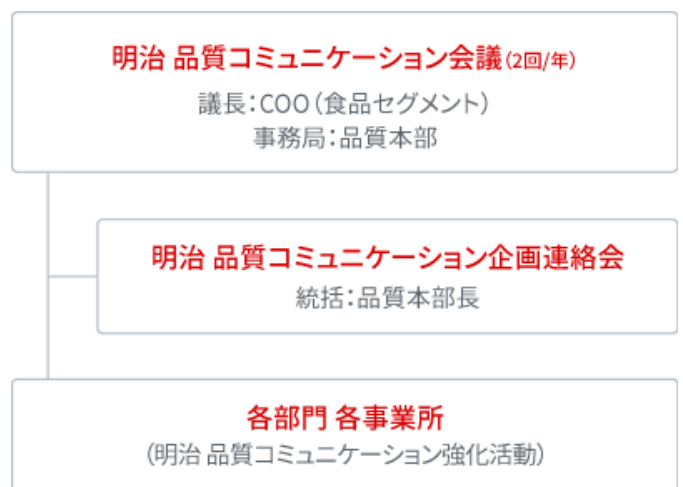 明治 品質コミュニケーション会議(2回/年)
議長：COO（食品セグメント）
事務局：品質本部
明治 品質コミュニケーション企画連絡会
統括：品質本部長
各部門 各事業所
（明治 品質コミュニケーション強化活動）